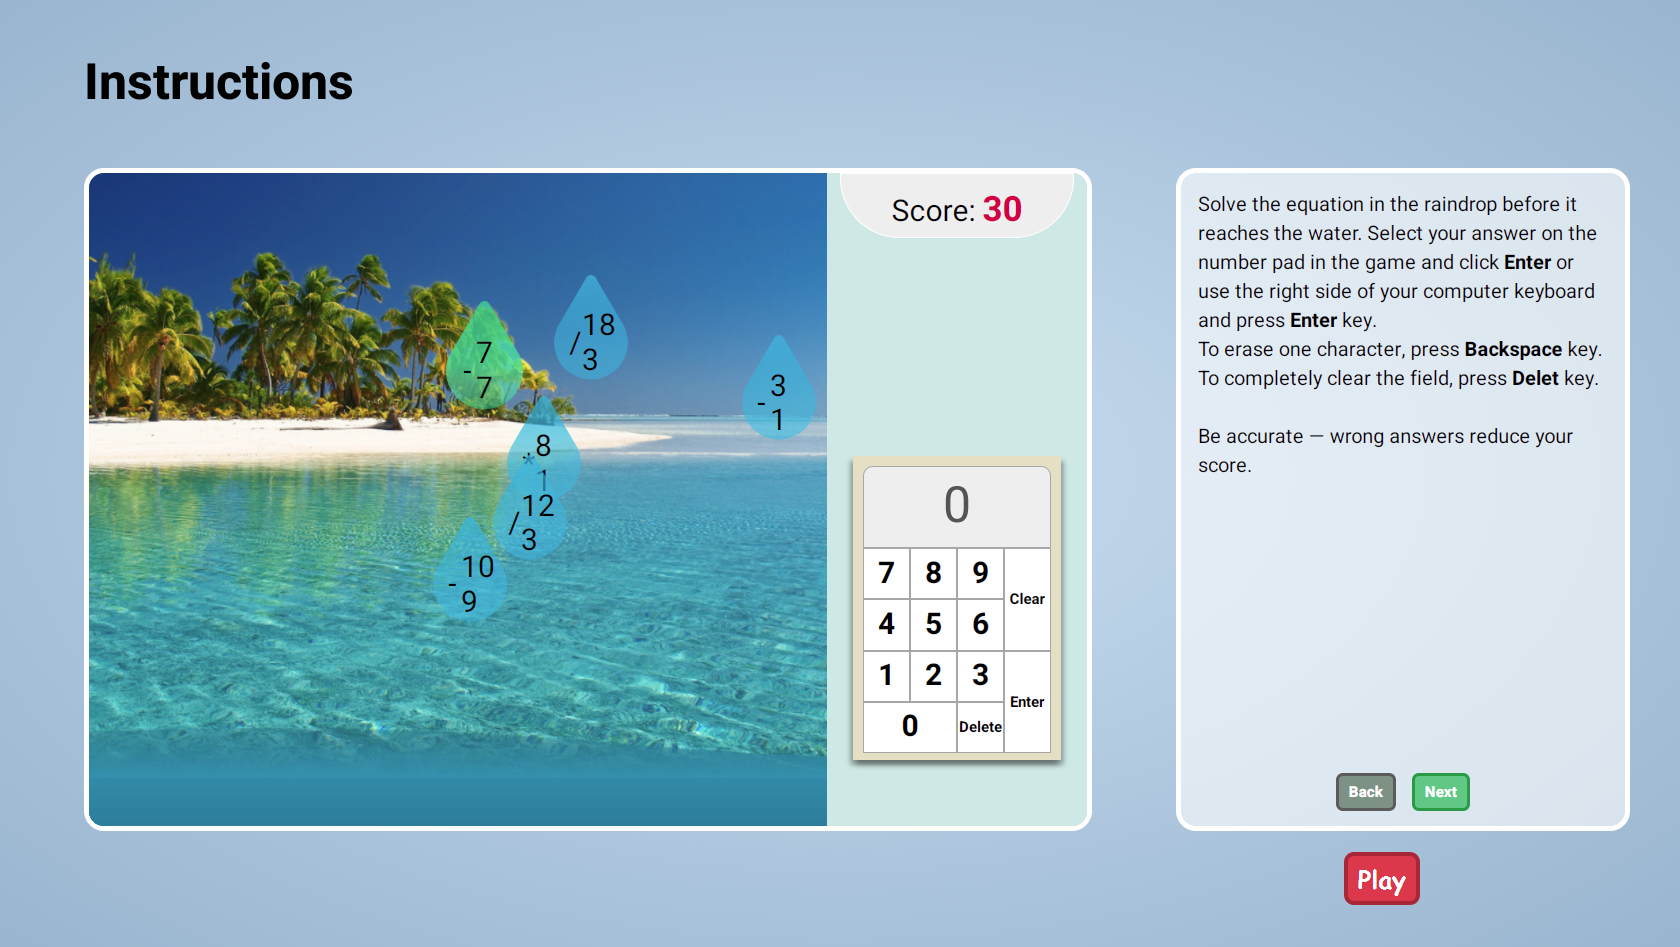 Instructions
Score: 30
18
/
3
7
-
7
3
-
1
8
*
1
12
/
3
10
-
9
0
7 8 9
Clear
4 5 6
1 2 3
Enter
0 Delete
Solve the equation in the raindrop before it
reaches the water. Select your answer on the
number pad in the game and click Enter or
use the right side of your computer keyboard
and press Enter key.
To erase one character, press Backspace key.
To completely clear the field, press Delet key.
Be accurate — wrong answers reduce your
score.
Back Next
Play